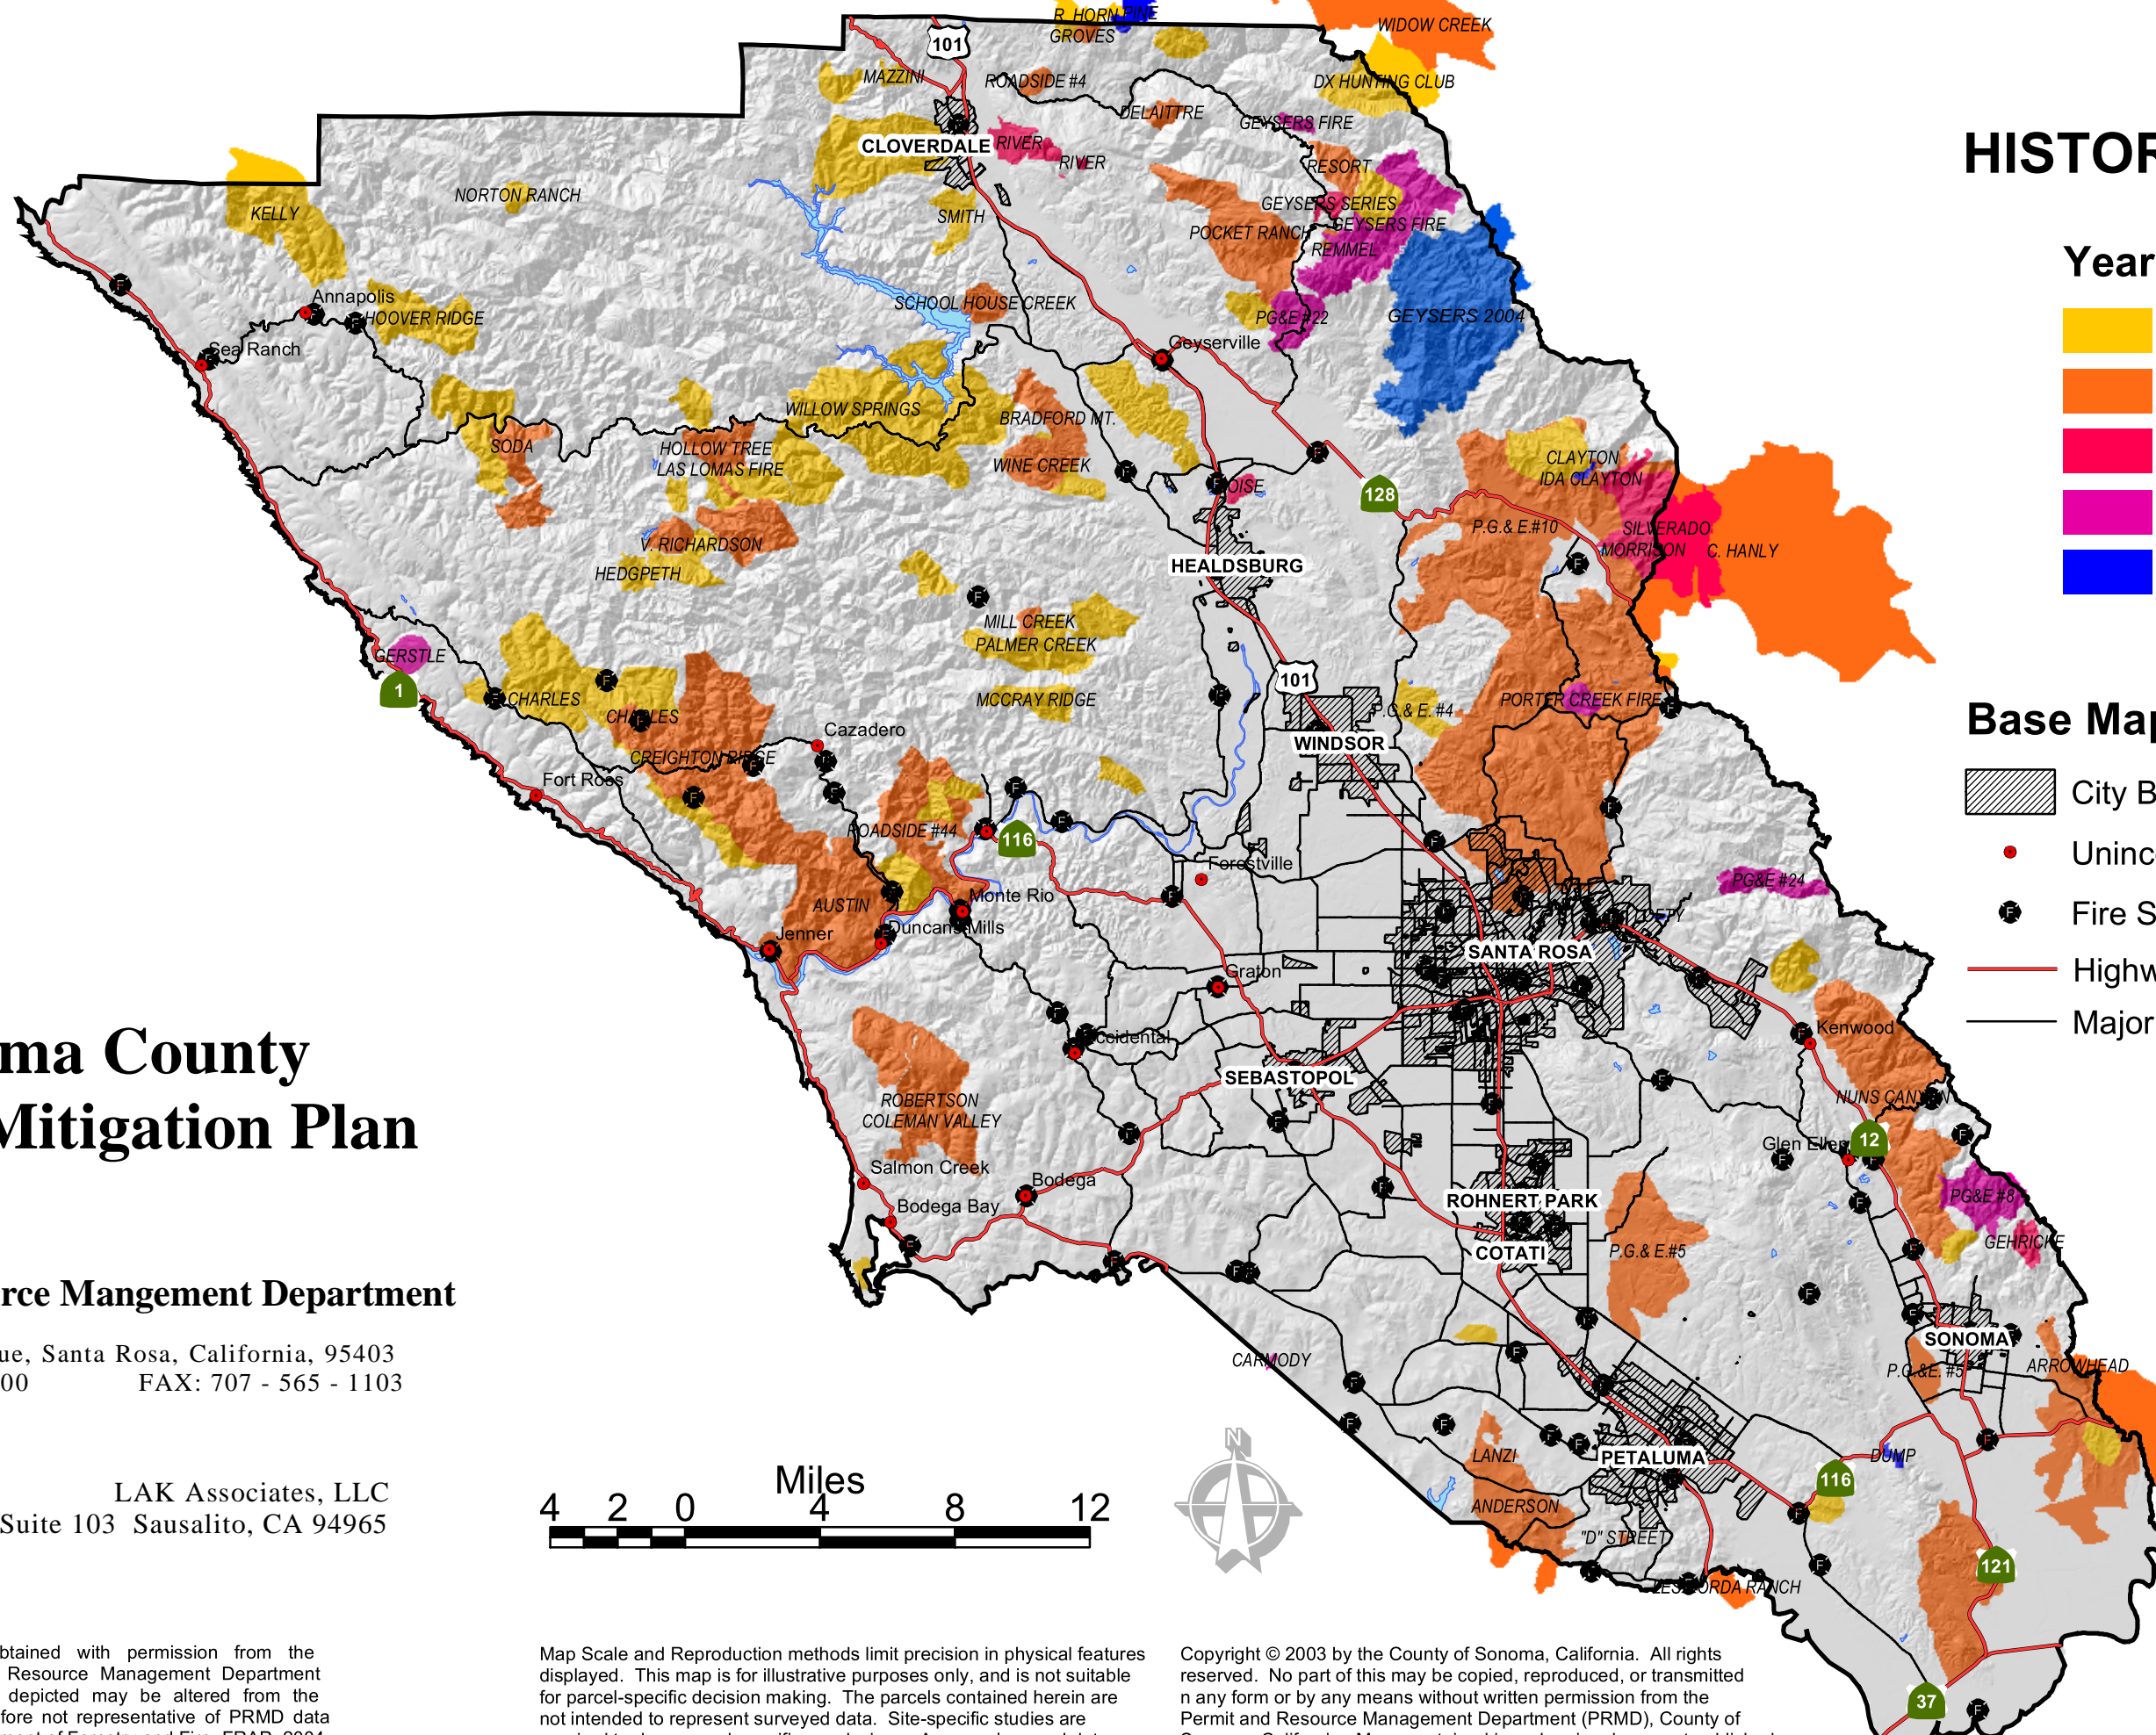 R. HORN PINE
GROVES
WIDOW CREEK
101
MAZZINI
ROADSIDE #4
DX HUNTING CLUB
DELAITTRE
GEYSERS FIRE
CLOVERDALE
RIVER
RIVER
RESORT
HISTOR
NORTON RANCH
KELLY
SMITH
GEYSERS SERIES
GEYSERS FIRE
POCKET RANCH
REMMEL
Year
Annapolis
HOOVER RIDGE
SCHOOL HOUSE CREEK
PG&E #22
GEYSERS 2004
Sea Ranch
Geyserville
WILLOW SPRINGS
BRADFORD MT.
SODA
HOLLOW TREE
LAS LOMAS FIRE
WINE CREEK
CLAYTON
IDA CLAYTON
128
P.G.& E.#10
SILVERADO
MORRISON
C. HANLY
V. RICHARDSON
HEDGPETH
HEALDSBURG
MILL CREEK
PALMER CREEK
GERSTLE
1
101
CHARLES
CHARLES
MCCRAY RIDGE
P.G.& E. #4
PORTER CREEK FIRE
Base Map
Cazadero
WINDSOR
CREIGHTON RIDGE
Fort Ross
City B
ROADSIDE #44
116
Forestville
Uninc
PG&E #24
AUSTIN
Monte Rio
Duncans Mills
Jenner
Fire S
SANTA ROSA
Graton
Highw
Major
Kenwood
ma County
Occidental
SEBASTOPOL
ROBERTSON
COLEMAN VALLEY
NUNS CANYON
Mitigation Plan
Glen Ellen
12
Salmon Creek
Bodega
Bodega Bay
ROHNERT PARK
PG&E #8
COTATI
P.G.& E.#5
GEHRICKE
rce Mangement Department
SONOMA
ue, Santa Rosa, California, 95403
CARMODY
P.G.&E. #5
ARROWHEAD
00 FAX: 707 - 565 - 1103
N
LANZI
PETALUMA
DUMP
116
Miles
4 2 0 4 8 12
LAK Associates, LLC
ANDERSON
Suite 103 Sausalito, CA 94965
"D" STREET
121
btained with permission from the
Resource Management Department
depicted may be altered from the
fore not representative of PRMD data
Map Scale and Reproduction methods limit precision in physical features
displayed. This map is for illustrative purposes only, and is not suitable
for parcel-specific decision making. The parcels contained herein are
not intended to represent surveyed data. Site-specific studies are
Copyright © 2003 by the County of Sonoma, California. All rights
reserved. No part of this may be copied, reproduced, or transmitted
n any form or by any means without written permission from the
Permit and Resource Management Department (PRMD), County of
37